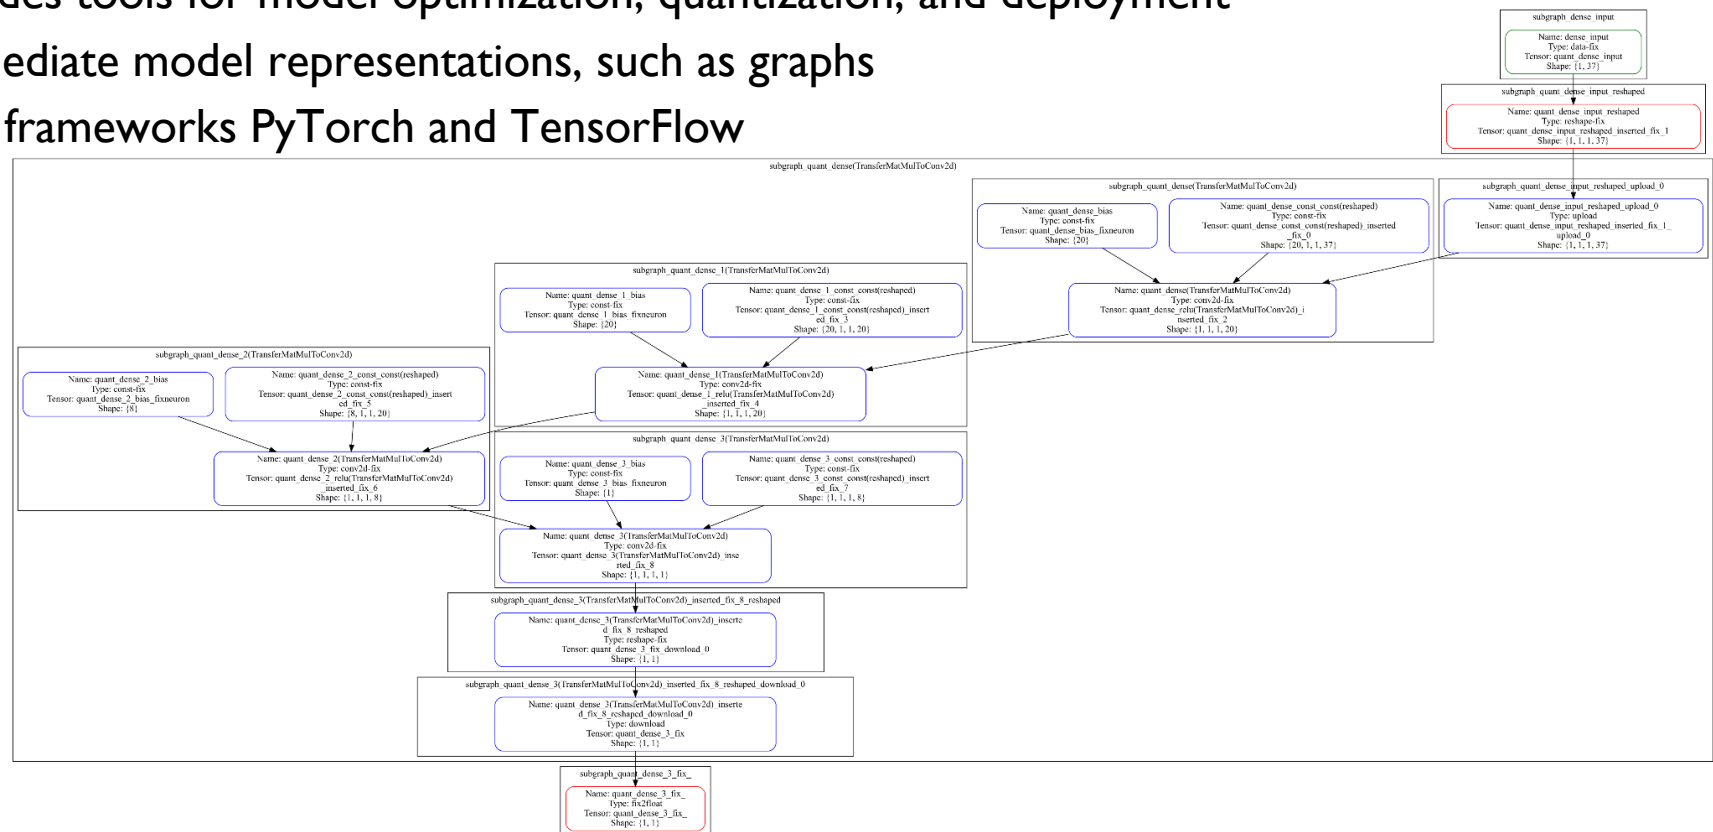 des tools for model optimization, quantization, and deployment
ediate model representations, such as graphs
frameworks PyTorch and TensorFlow
subgraph_dense_input
Name: dense_input
Type: data-fix
Tensor: quant_dense_input
Shape: {1, 37}
subgraph_quant_dense_input_reshaped
Name: quant_dense_input_reshaped
Type: reshape-fix
Tensor: quant_dense_input_reshaped_inserted_fix_1
Shape: {1, 1, 1, 37}
subgraph_quant_dense(TransferMatMulToConv2d)
subgraph_quant_dense_input_reshaped_upload_0
Name: quant_dense_input_reshaped_upload_0
Type: upload
Tensor: quant_dense_input_reshaped_inserted_fix_1_
upload_0
Shape: {1, 1, 1, 37}
subgraph_quant_dense(TransferMatMulToConv2d)
Name: quant_dense_bias
Type: const-fix
Tensor: quant_dense_bias_fixneuron
Shape: {20}
Name: quant_dense_const_const(reshaped)
Type: const-fix
Tensor: quant_dense_const_const(reshaped)_inserted
_fix_0
Shape: {20, 1, 1, 37}
Name: quant_dense(TransferMatMulToConv2d)
Type: conv2d-fix
Tensor: quant_dense_relu(TransferMatMulToConv2d)_i
nserted_fix_2
Shape: {1, 1, 1, 20}
subgraph_quant_dense_1(TransferMatMulToConv2d)
Name: quant_dense_1_bias
Type: const-fix
Tensor: quant_dense_1_bias_fixneuron
Shape: {20}
Name: quant_dense_1_const_const(reshaped)
Type: const-fix
Tensor: quant_dense_1_const_const(reshaped)_insert
ed_fix_3
Shape: {20, 1, 1, 20}
Name: quant_dense_1(TransferMatMulToConv2d)
Type: conv2d-fix
Tensor: quant_dense_1_relu(TransferMatMulToConv2d)
_inserted_fix_4
Shape: {1, 1, 1, 20}
subgraph_quant_dense_2(TransferMatMulToConv2d)
Name: quant_dense_2_bias
Type: const-fix
Tensor: quant_dense_2_bias_fixneuron
Shape: {8}
Name: quant_dense_2_const_const(reshaped)
Type: const-fix
Tensor: quant_dense_2_const_const(reshaped)_insert
ed_fix_5
Shape: {8, 1, 1, 20}
Name: quant_dense_2(TransferMatMulToConv2d)
Type: conv2d-fix
Tensor: quant_dense_2_relu(TransferMatMulToConv2d)_
inserted_fix_6
Shape: {1, 1, 1, 8}
subgraph_quant_dense_3(TransferMatMulToConv2d)
Name: quant_dense_3_bias
Type: const-fix
Tensor: quant_dense_3_bias_fixneuron
Shape: {1}
Name: quant_dense_3_const_const(reshaped)
Type: const-fix
Tensor: quant_dense_3_const_const(reshaped)_insert
ed_fix_7
Shape: {1, 1, 1, 8}
Name: quant_dense_3(TransferMatMulToConv2d)
Type: conv2d-fix
Tensor: quant_dense_3(TransferMatMulToConv2d)_inse
rted_fix_8
Shape: {1, 1, 1, 1}
subgraph_quant_dense_3(TransferMatMulToConv2d)_inserted_fix_8_reshaped
Name: quant_dense_3(TransferMatMulToConv2d)_inserte
d_fix_8_reshaped
Type: reshape-fix
Tensor: quant_dense_3_fix_download_0
Shape: {1, 1}
subgraph_quant_dense_3(TransferMatMulToConv2d)_inserted_fix_8_reshaped_download_0
Name: quant_dense_3(TransferMatMulToConv2d)_inserte
d_fix_8_reshaped_download_0
Type: download
Tensor: quant_dense_3_fix
Shape: {1, 1}
subgraph_quant_dense_3_fix_
Name: quant_dense_3_fix_
Type: fix2float
Tensor: quant_dense_3_fix_
Shape: {1, 1}